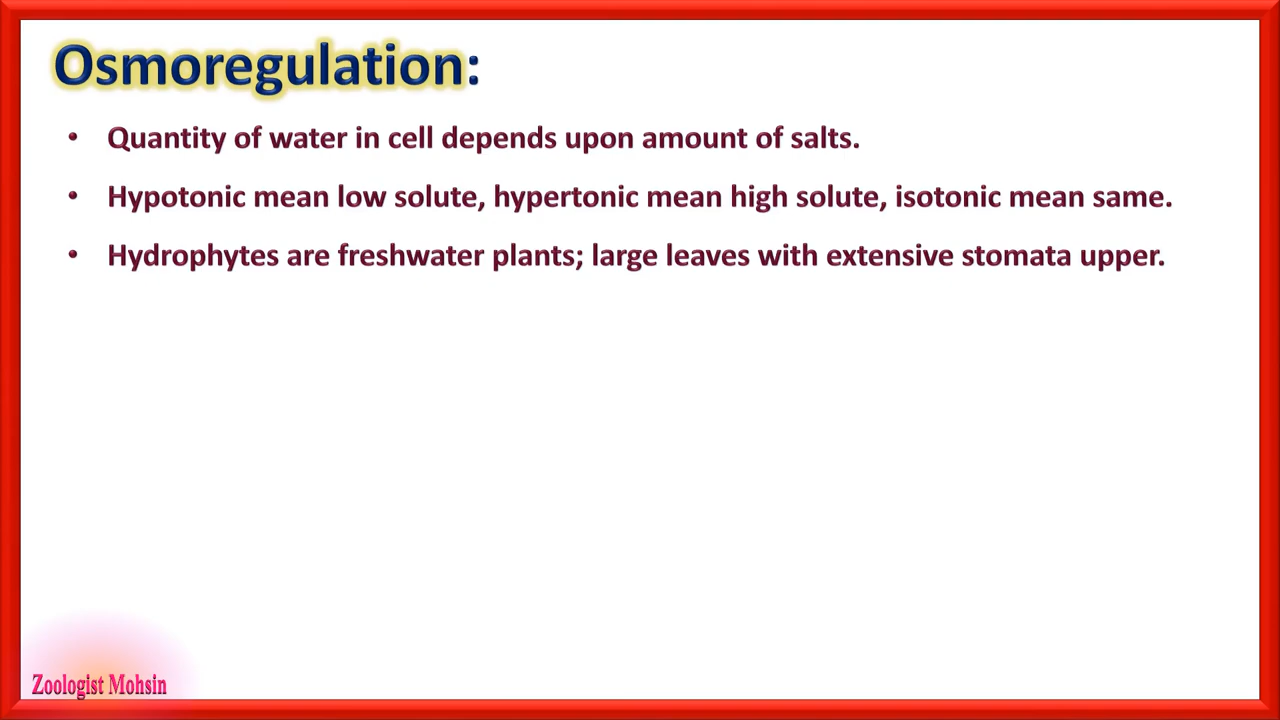 Osmoregulation:
• Quantity of water in cell depends upon amount of salts.
• Hypotonic mean low solute, hypertonic mean high solute, isotonic mean same.
• Hydrophytes are freshwater plants; large leaves with extensive stomata upper.
Zoologist Mohsin